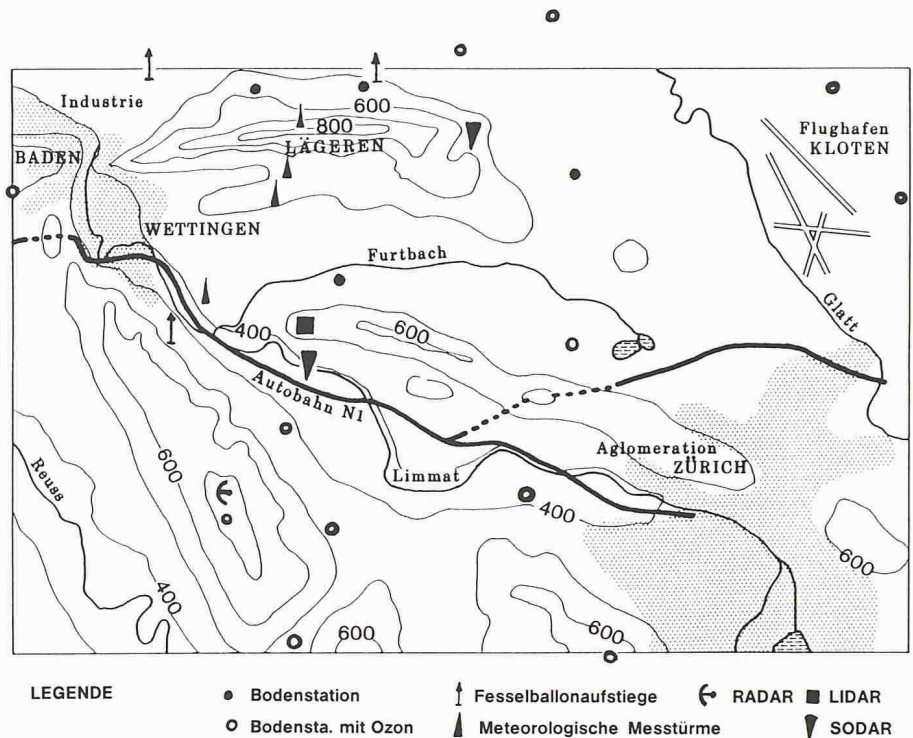 Industrie
600
800
LÄGEREN
Flughafen
KLOTEN
BADEN
WETTINGEN
Furtbach
Glatt
400
600
Autobahn N1
Aglomeration
ZÜRICH
Reuss
600
Limmat
400
400
600
600
600
LEGENDE
Bodenstation
Fesselballonaufstiege
RADAR
LIDAR
Bodensta. mit Ozon
Meteorologische Messtürme
SODAR